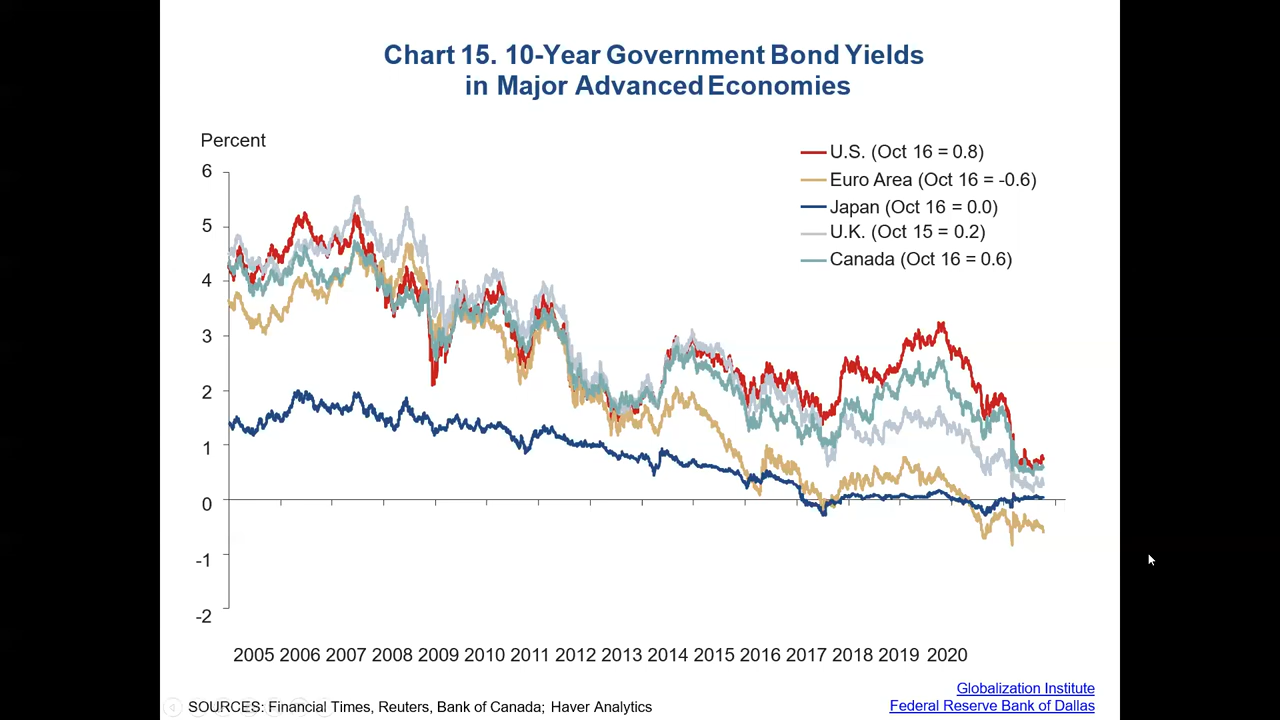 Chart 15. 10-Year Government Bond Yields
in Major Advanced Economies
Percent
U.S. (Oct 16 = 0.8)
Euro Area (Oct 16 = -0.6)
Japan (Oct 16 = 0.0)
U.K. (Oct 15 = 0.2)
Canada (Oct 16 = 0.6)
6
5
4
3
2
1
0
-1
-2
2005 2006 2007 2008 2009 2010 2011 2012 2013 2014 2015 2016 2017 2018 2019 2020
Globalization Institute
Federal Reserve Bank of Dallas
SOURCES: Financial Times, Reuters, Bank of Canada; Haver Analytics